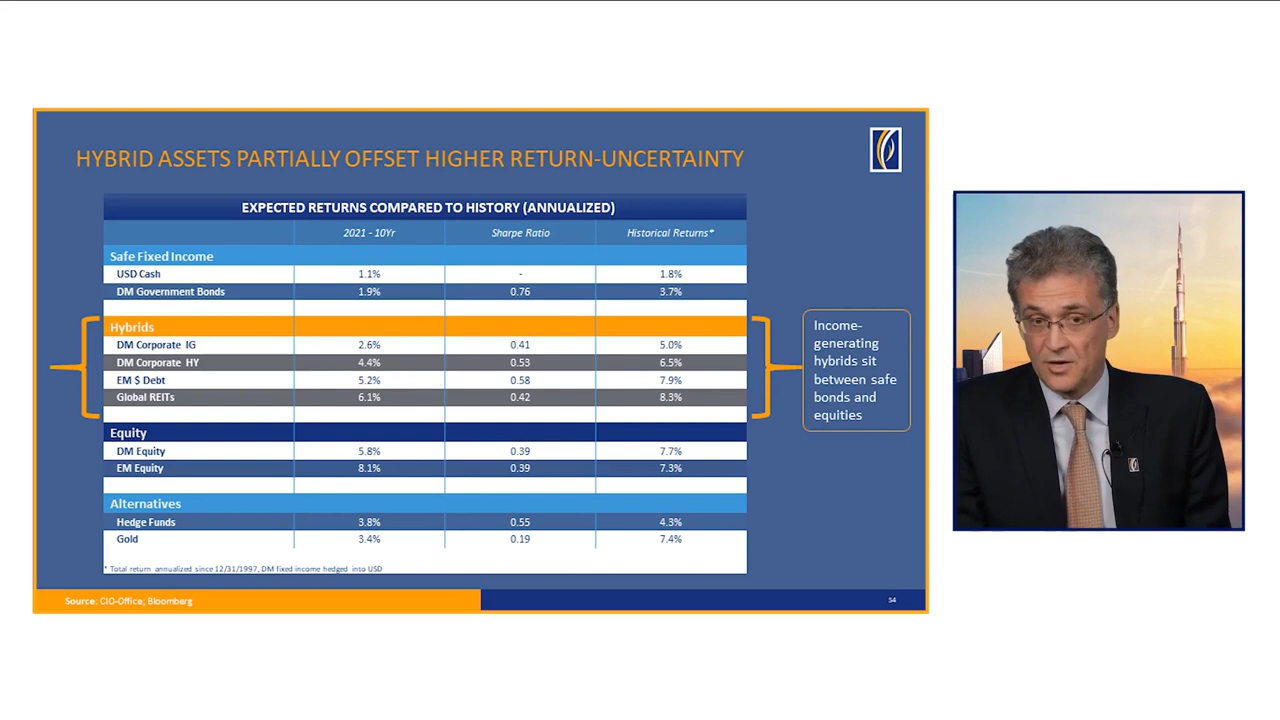 HYBRID ASSETS PARTIALLY OFFSET HIGHER RETURN-UNCERTAINTY
EXPECTED RETURNS COMPARED TO HISTORY (ANNUALIZED)
2021 - 10Yr Sharpe Ratio Historical Returns*
Safe Fixed Income
USD Cash 1.1% - 1.8%
DM Government Bonds 1.9% 0.76 3.7%
Hybrids
DM Corporate IG 2.6% 0.41 5.0%
DM Corporate HY 4.4% 0.53 6.5%
EM $ Debt 5.2% 0.58 7.9%
Global REITs 6.1% 0.42 8.3%
Equity
DM Equity 5.8% 0.39 7.7%
EM Equity 8.1% 0.39 7.3%
Alternatives
Hedge Funds 3.8% 0.55 4.3%
Gold 3.4% 0.19 7.4%
* Total return annualized since 12/31/1997, DM fixed income hedged into USD
Income-
generating
hybrids sit
between safe
bonds and
equities
Source: CIO-Office; Bloomberg
54